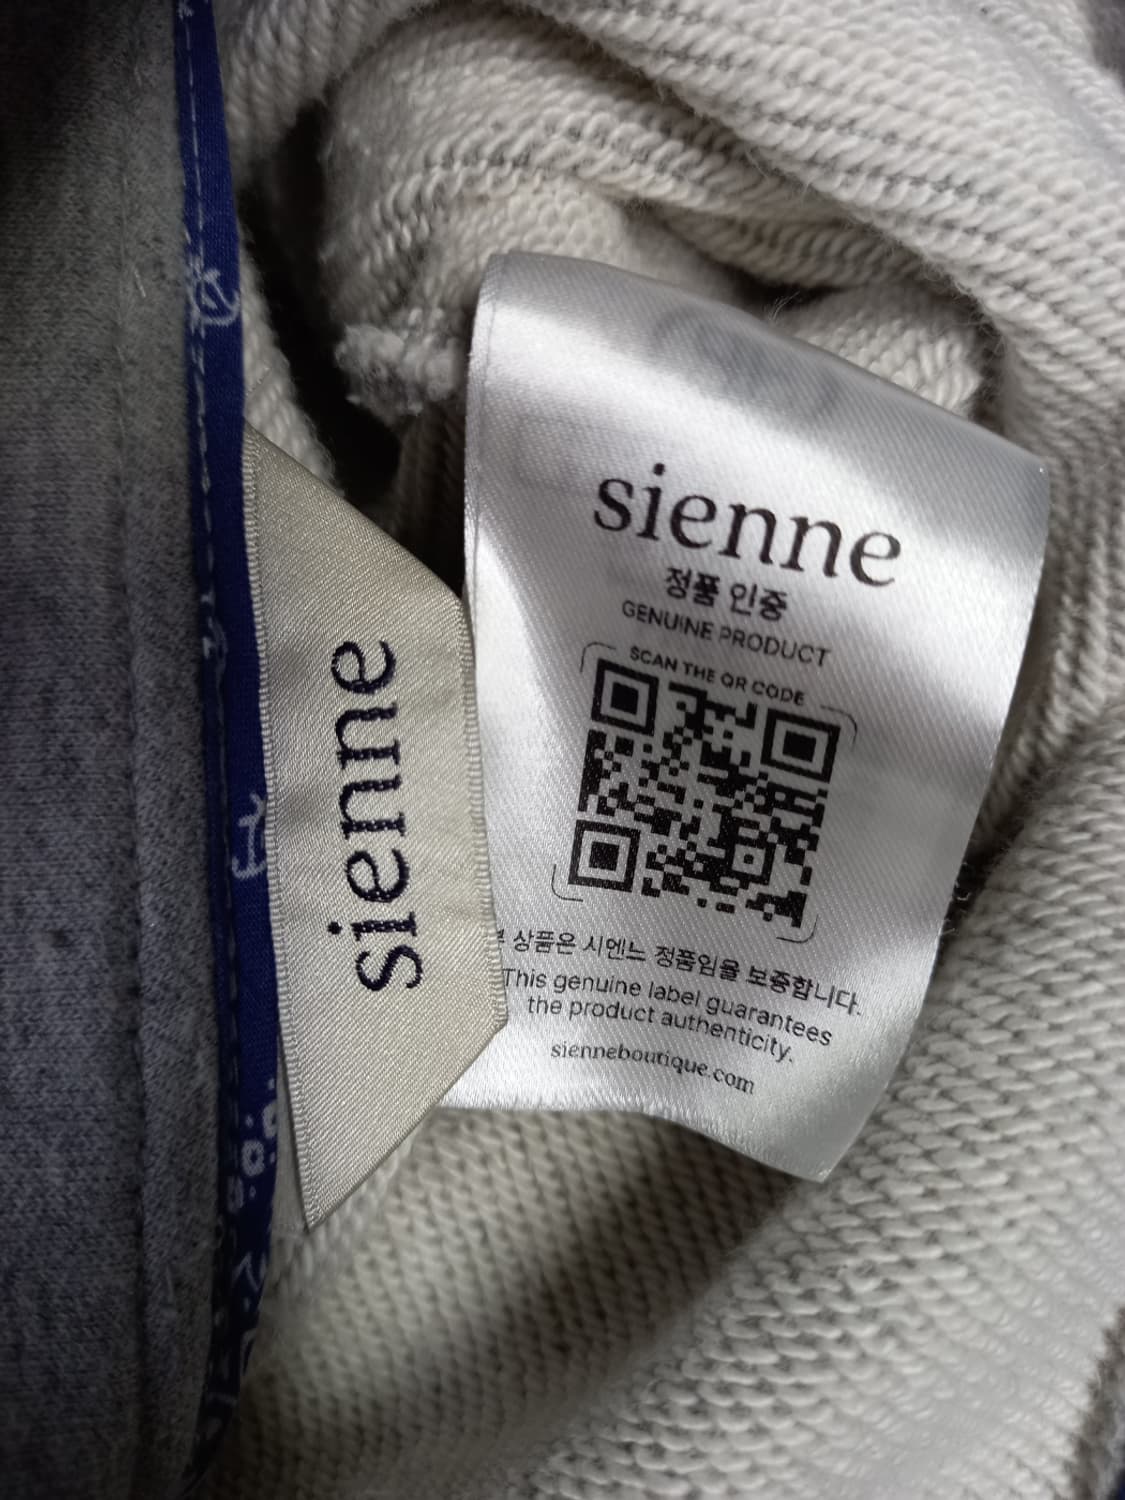 sienne
정품 인증
GENUINE PRODUCT
SCAN THE QR CODE
상품은 시엔느 정품임을 보증합니다.
This genuine label guarantees
the product authenticity.
sienneboutique.com
sienne